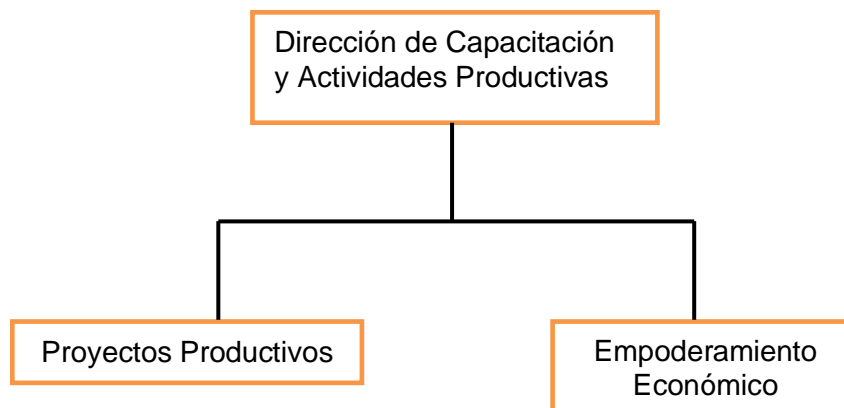 Dirección de Capacitación
y Actividades Productivas
Proyectos Productivos
Empoderamiento
Económico